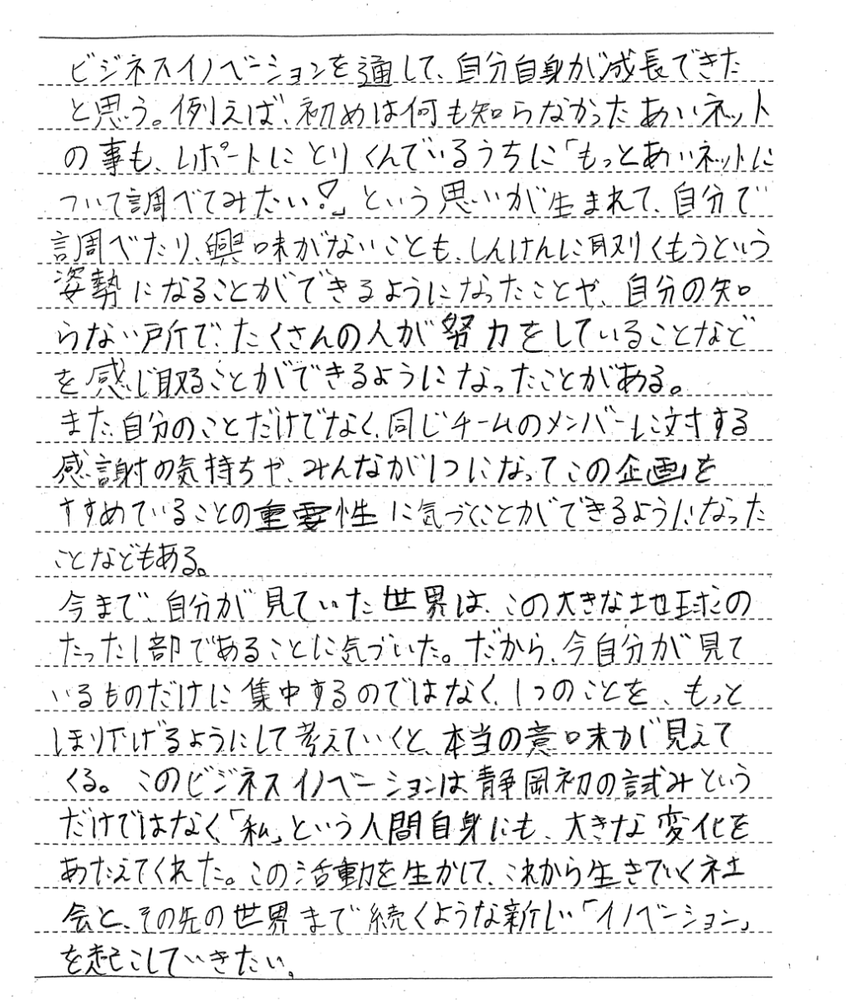 ビジネスイノベーションを通して、自分自身が成長できた
と思う。例えば、初めは何も知らなかったあいネット
の事も、レポートにとりくんでいるうちに「もっとあいネットに
ついて調べてみたい!」という思いが生まれて、自分で
調べたり、興味がないことも、しんけんに取りくもうという
姿勢になることができるようになったことや、自分の知
らない所で、たくさんの人が努力をしていることなど
を感じ取ることができるようになったことがある。
また、自分のことだけでなく、同じチームのメンバーに対する
感謝の気持ちや、みんなが1つになってこの企画を
すすめていることの重要性に気づくことができるようになった
ことなどもある。
今まで、自分が見ていた世界は、この大きな地球の
たった1部であることに気づいた。だから、今自分が見て
いるものだけに集中するのではなく、1つのことを、もっと
ほり下げるようにして考えていくと、本当の意味が見えて
くる。このビジネスイノベーションは静岡初の試みという
だけではなく、「私」という人間自身にも、大きな変化を
あたえてくれた。この活動を生かして、これから生きていく社
会と、その先の世界まで続くような新しい「イノベーション」
を起こしていきたい。